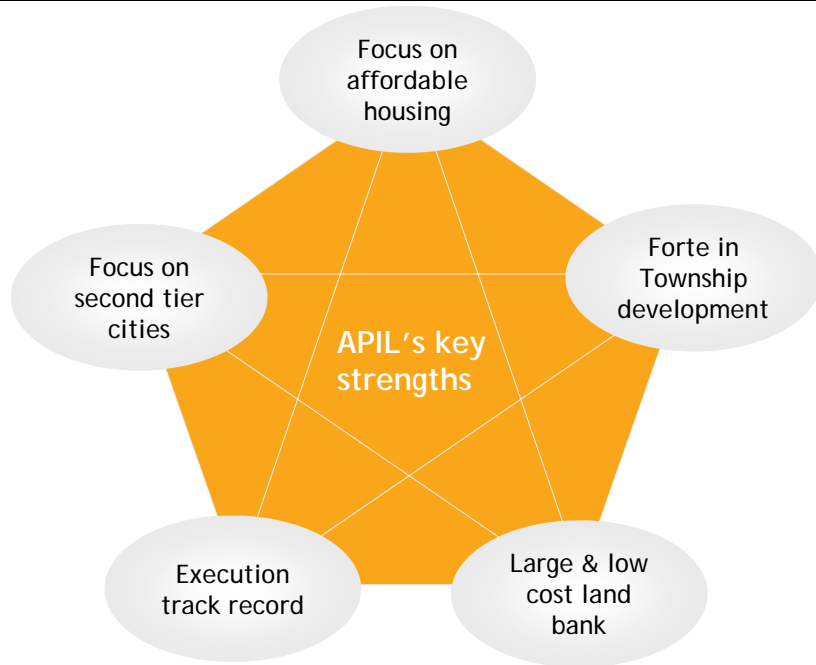 Focus on
affordable
housing
Focus on
second tier
cities
Forte in
Township
development
APIL's key
strengths
Execution
track record
Large & low
cost land
bank